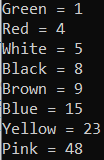 Green = 1
Red = 4
White = 5
Black = 8
Brown = 9
Blue = 15
Yellow = 23
Pink = 48